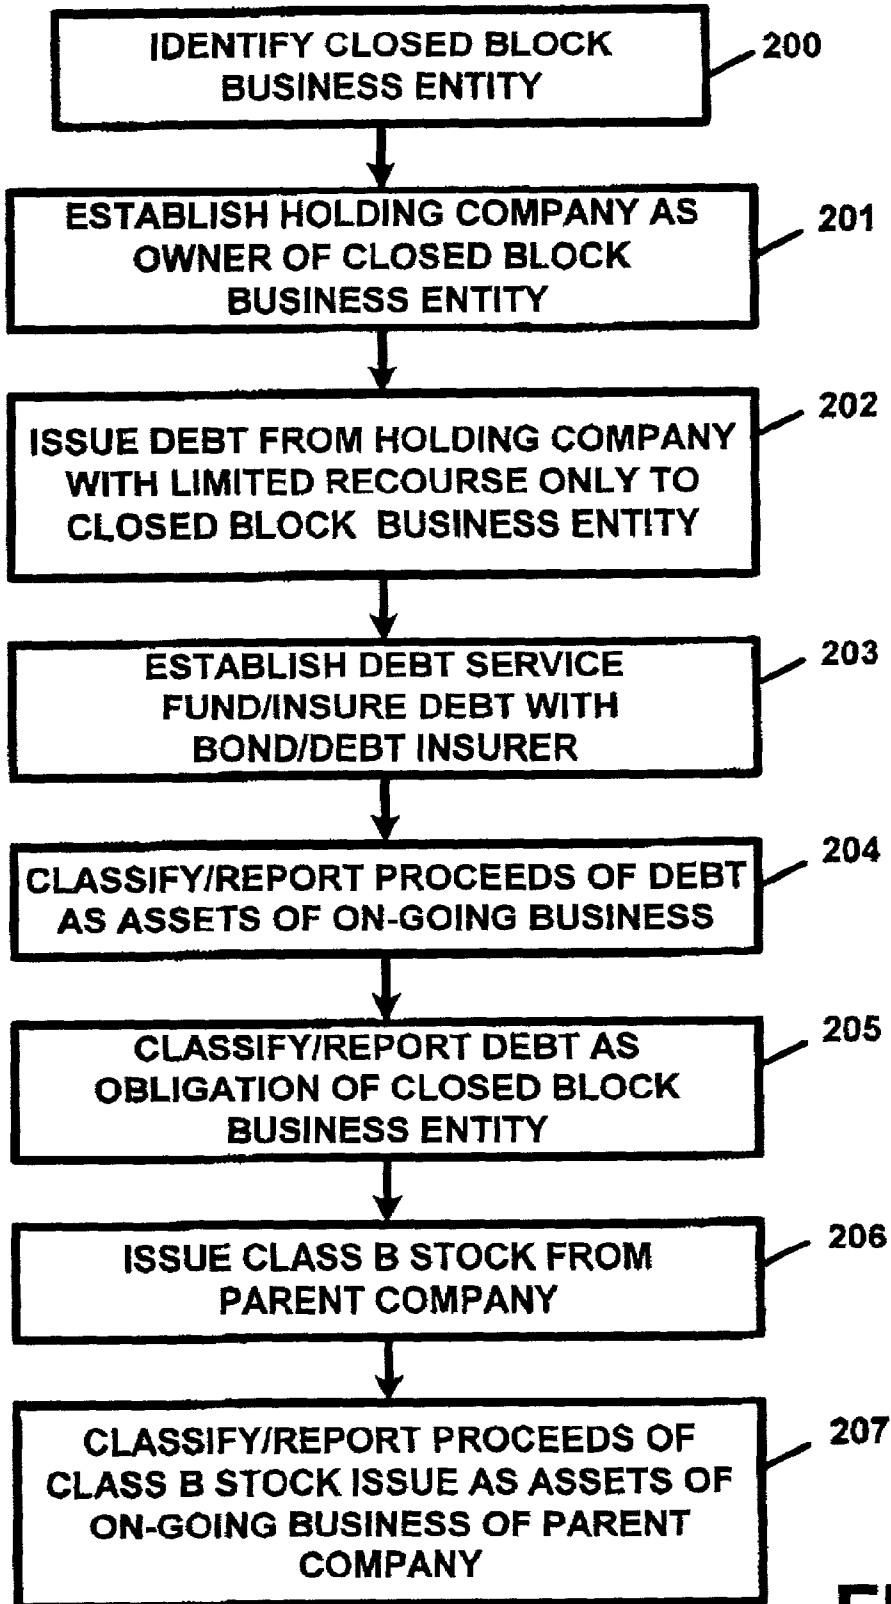 IDENTIFY CLOSED BLOCK
BUSINESS ENTITY
200
ESTABLISH HOLDING COMPANY AS
OWNER OF CLOSED BLOCK
BUSINESS ENTITY
201
ISSUE DEBT FROM HOLDING COMPANY
WITH LIMITED RECOURSE ONLY TO
CLOSED BLOCK BUSINESS ENTITY
202
ESTABLISH DEBT SERVICE
FUND/INSURE DEBT WITH
BOND/DEBT INSURER
203
CLASSIFY/REPORT PROCEEDS OF DEBT
AS ASSETS OF ON-GOING BUSINESS
204
CLASSIFY/REPORT DEBT AS
OBLIGATION OF CLOSED BLOCK
BUSINESS ENTITY
205
ISSUE CLASS B STOCK FROM
PARENT COMPANY
206
CLASSIFY/REPORT PROCEEDS OF
CLASS B STOCK ISSUE AS ASSETS OF
ON-GOING BUSINESS OF PARENT
COMPANY
207